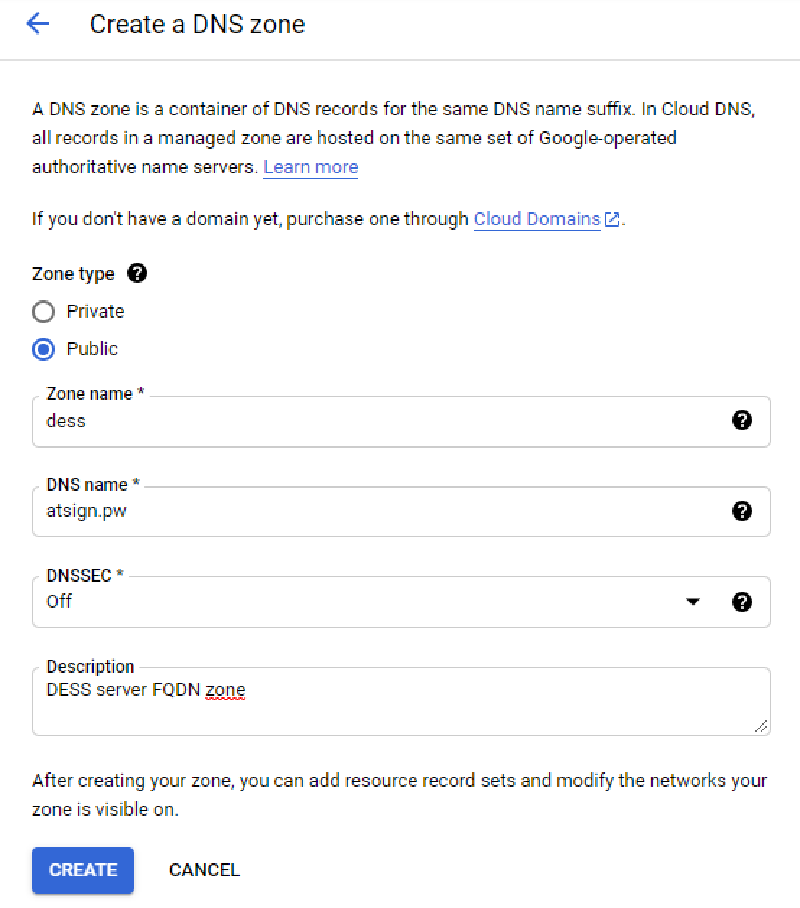 Create a DNS zone
A DNS zone is a container of DNS records for the same DNS name suffix. In Cloud DNS,
all records in a managed zone are hosted on the same set of Google-operated
authoritative name servers. Learn more
If you don't have a domain yet, purchase one through Cloud Domains.
Zone type
Private
Public
Zone name *
dess
DNS name *
atsign.pw
DNSSEC *
Off
Description
DESS server FQDN zone
After creating your zone, you can add resource record sets and modify the networks your
zone is visible on.
CREATE CANCEL